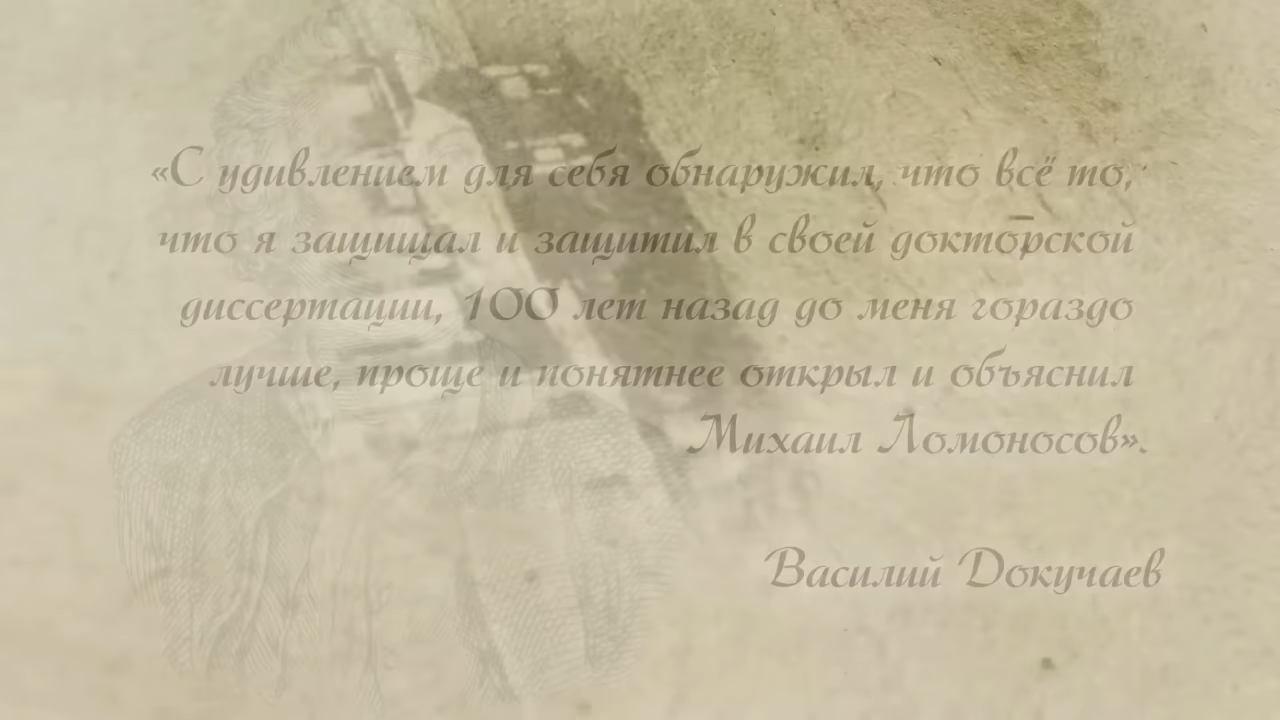 «С удивлением для себя обнаружил, что всё то,
что я защищал и защитил в своей докторской
диссертации, 100 лет назад до меня гораздо
лучше, проще и понятнее открыл и объяснил
Михаил Ломоносов».
Василий Докучаев